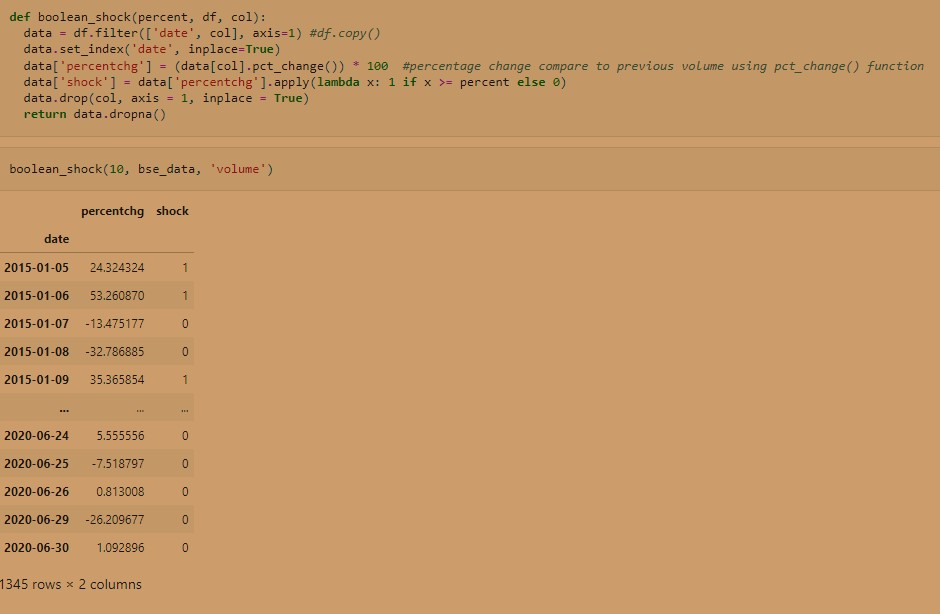 def boolean_shock(percent, df, col):
  data = df.filter(['date', col], axis=1) #df.copy()
  data.set_index('date', inplace=True)
  data['percentchg'] = (data[col].pct_change()) * 100  #percentage change compare to previous volume using pct_change() function
  data['shock'] = data['percentchg'].apply(lambda x: 1 if x >= percent else 0)
  data.drop(col, axis = 1, inplace = True)
  return data.dropna()
boolean_shock(10, bse_data, 'volume')
percentchg shock
date
2015-01-05 24.324324 1
2015-01-06 53.260870 1
2015-01-07 -13.475177 0
2015-01-08 -32.786885 0
2015-01-09 35.365854 1
... ... ...
2020-06-24 5.555556 0
2020-06-25 -7.518797 0
2020-06-26 0.813008 0
2020-06-29 -26.209677 0
2020-06-30 1.092896 0
1345 rows × 2 columns